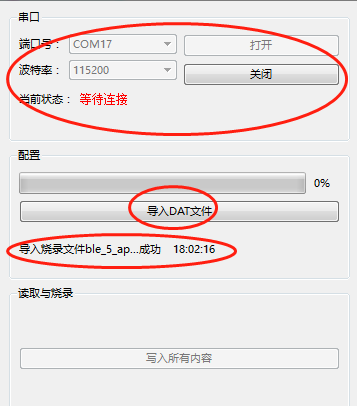 串口
端口号： COM17 打开
波特率： 115200 关闭
当前状态： 等待连接
配置
0%
导入DAT文件
导入烧录文件ble_5_ap...成功 18:02:16
读取与烧录
写入所有内容